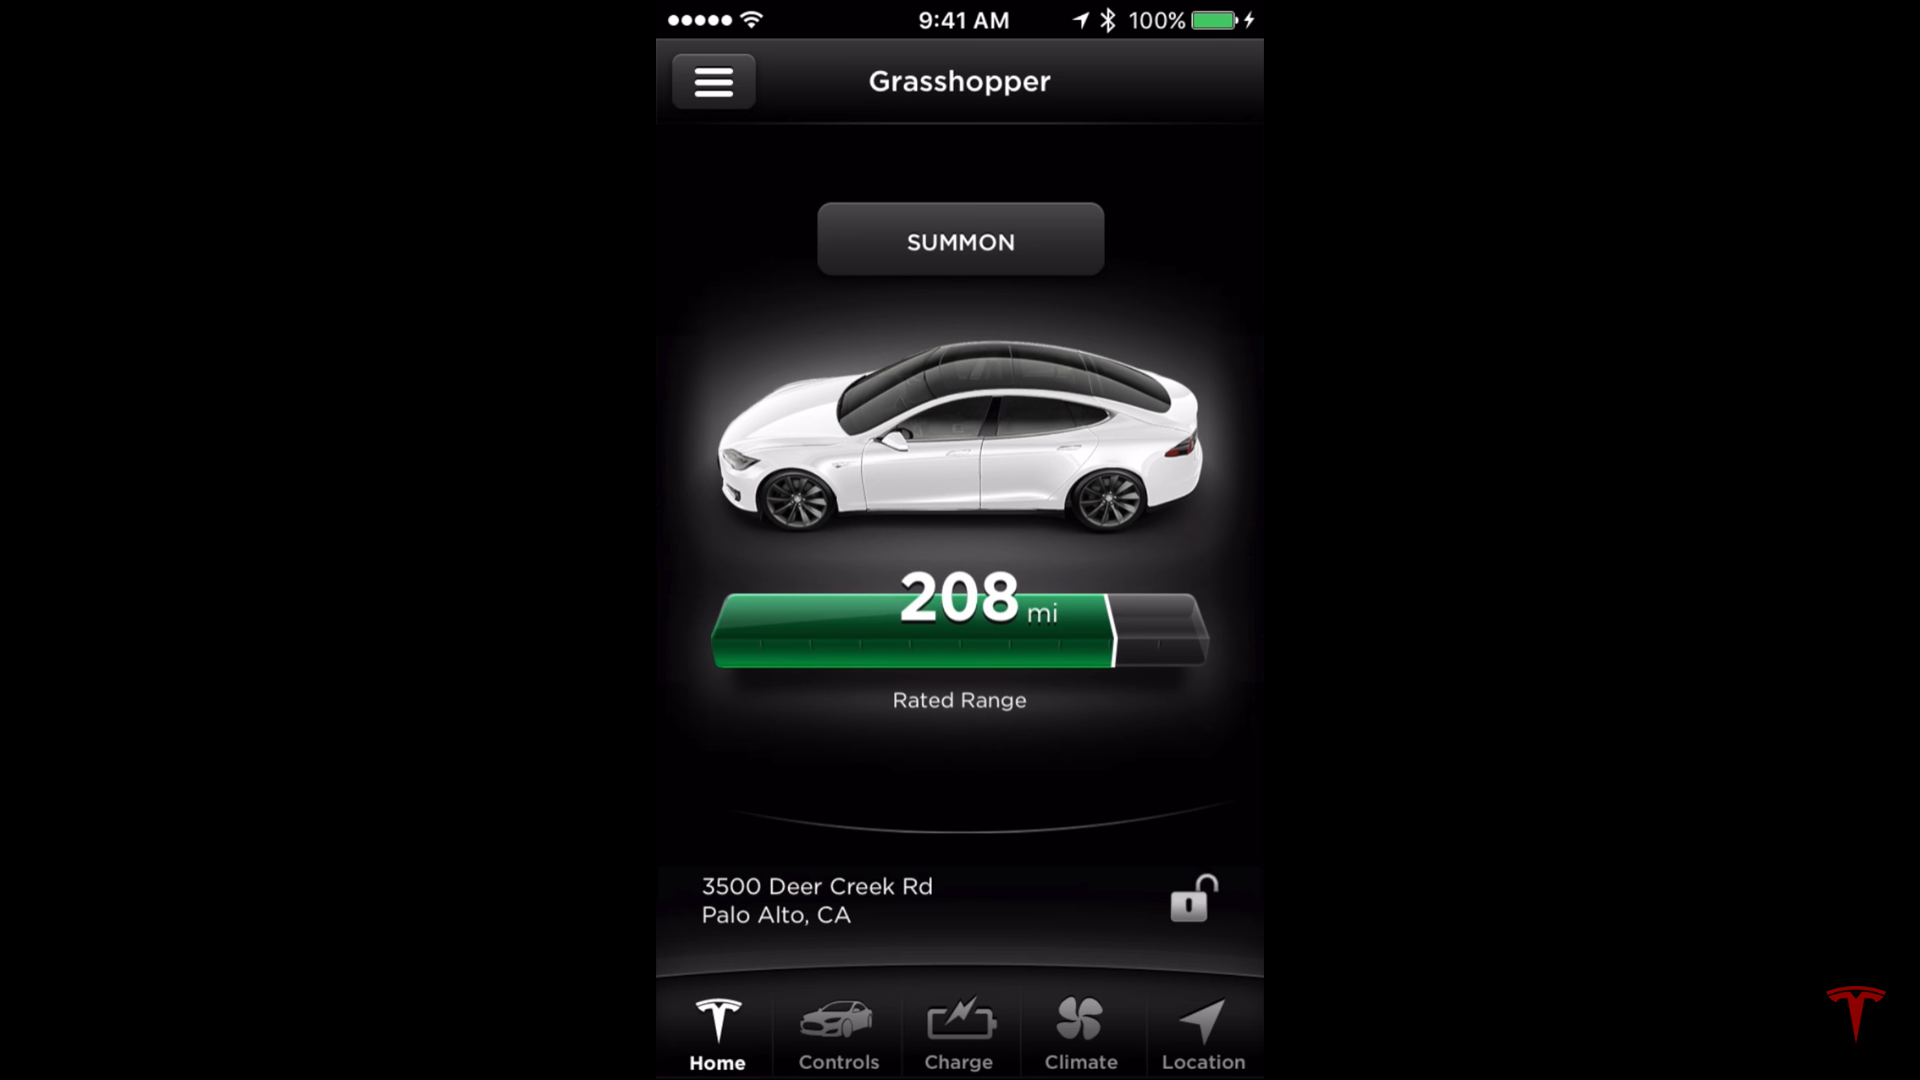 9:41 AM 100%
Grasshopper
SUMMON
208 mi
Rated Range
3500 Deer Creek Rd
Palo Alto, CA
Home Controls Charge Climate Location